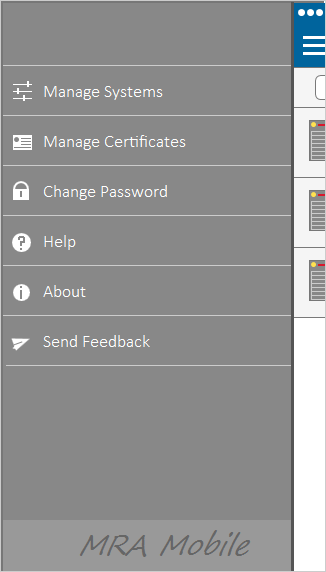 Manage Systems
Manage Certificates
Change Password
Help
About
Send Feedback
MRA Mobile